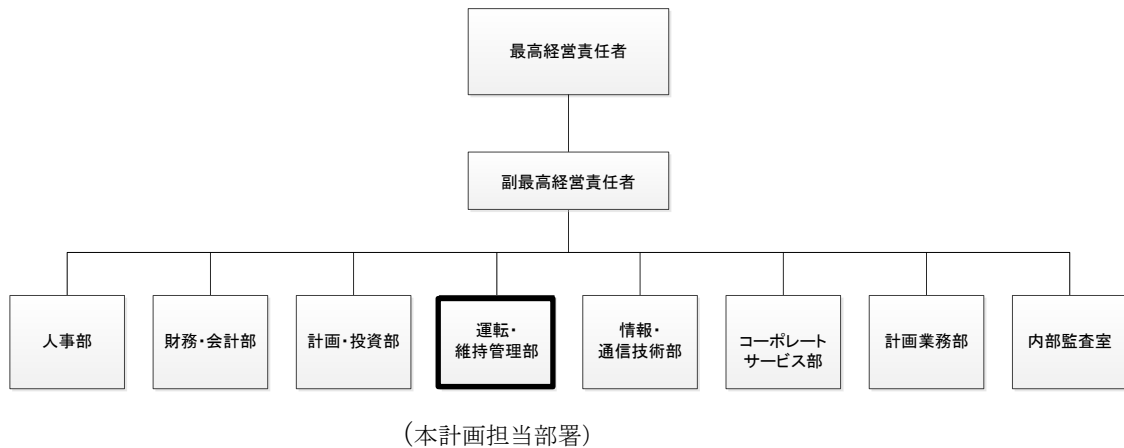 最高経営責任者
副最高経営責任者
人事部
財務・会計部
計画・投資部
運転・
維持管理部
情報・
通信技術部
コーポレート
サービス部
計画業務部
内部監査室
(本計画担当部署)